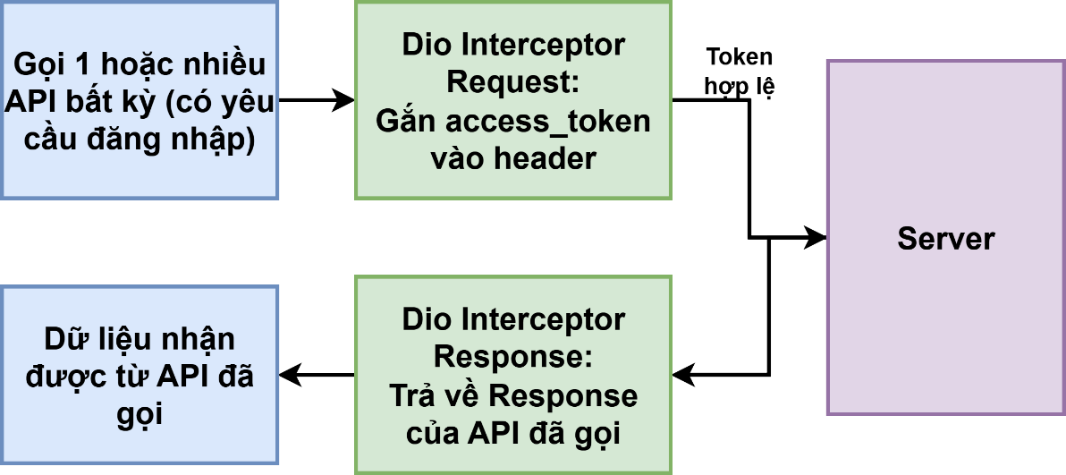 Gọi 1 hoặc nhiều
API bất kỳ (có yêu
cầu đăng nhập)
Dio Interceptor
Request:
Gắn access_token
vào header
Token
hợp lệ
Server
Dio Interceptor
Response:
Trả về Response
của API đã gọi
Dữ liệu nhận
được từ API đã
gọi